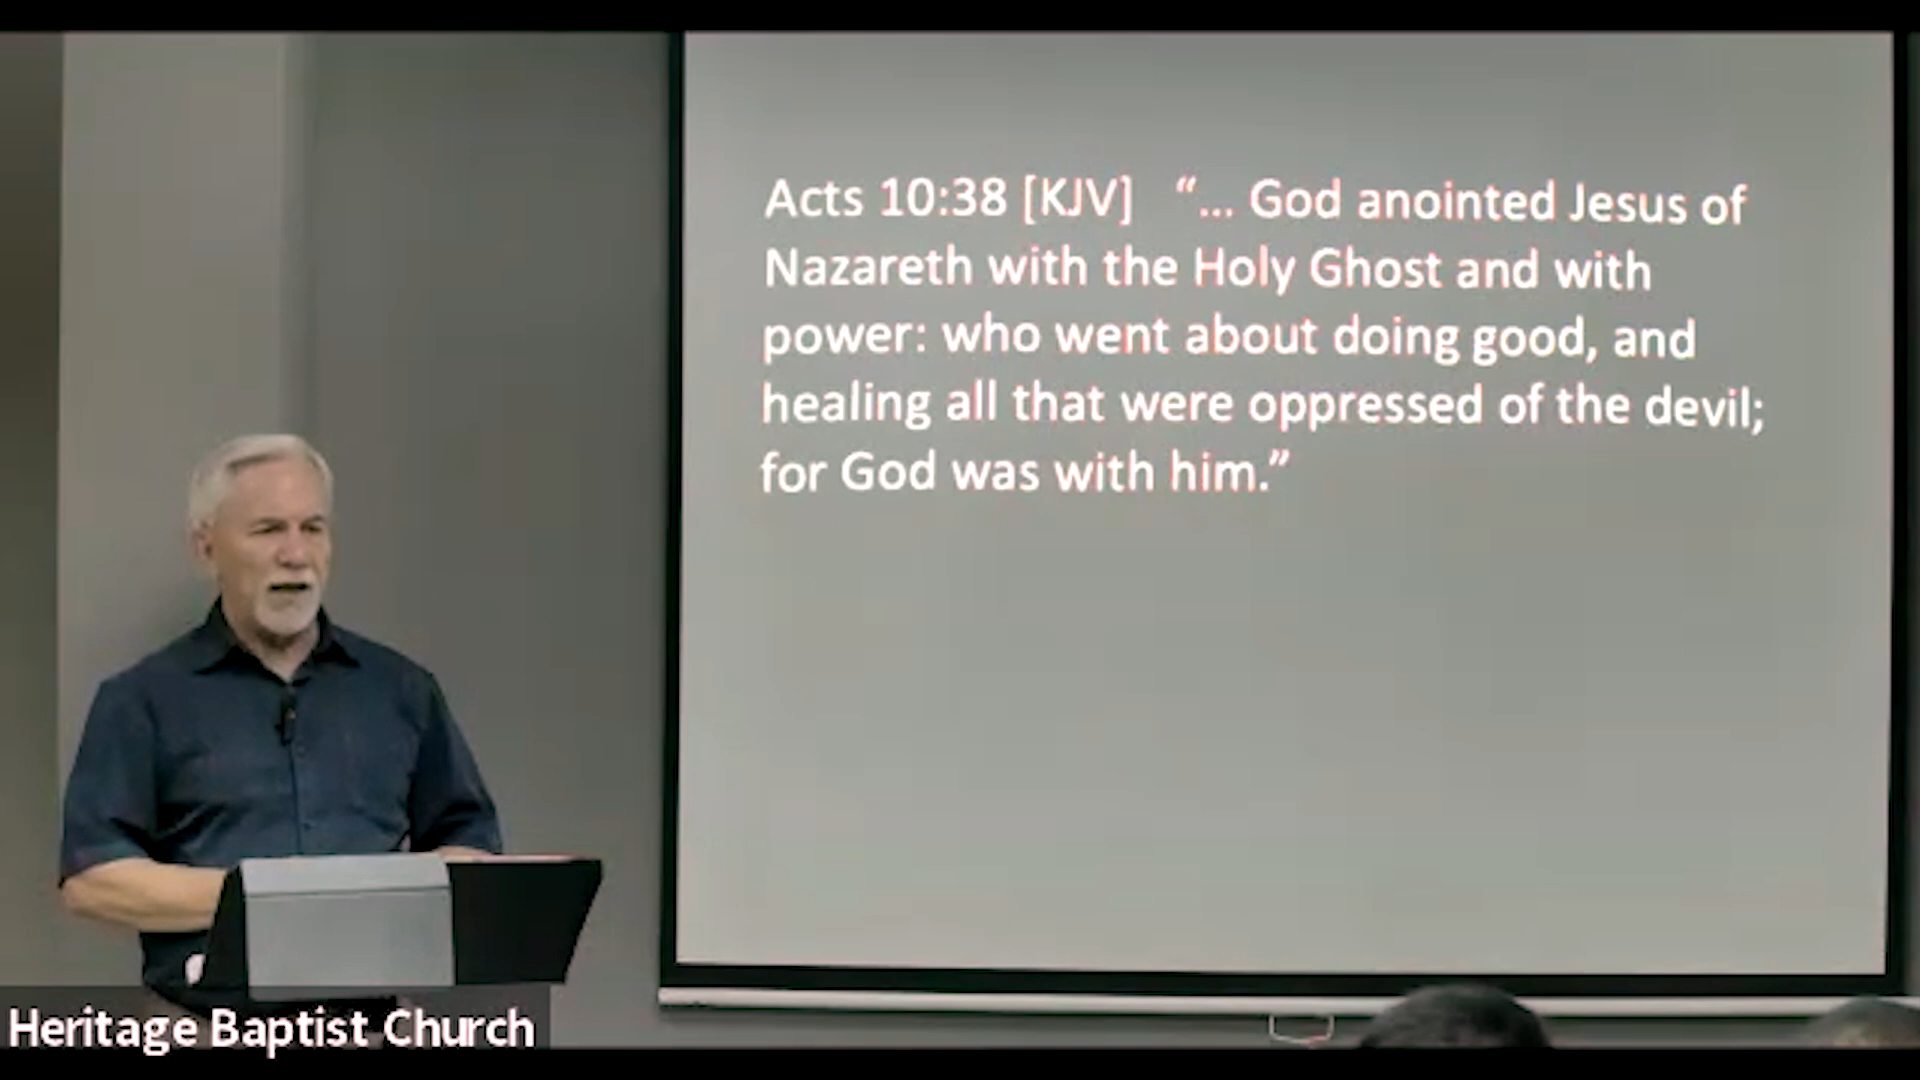 Acts 10:38 [KJV] “... God anointed Jesus of
Nazareth with the Holy Ghost and with
power: who went about doing good, and
healing all that were oppressed of the devil;
for God was with him.”
Heritage Baptist Church